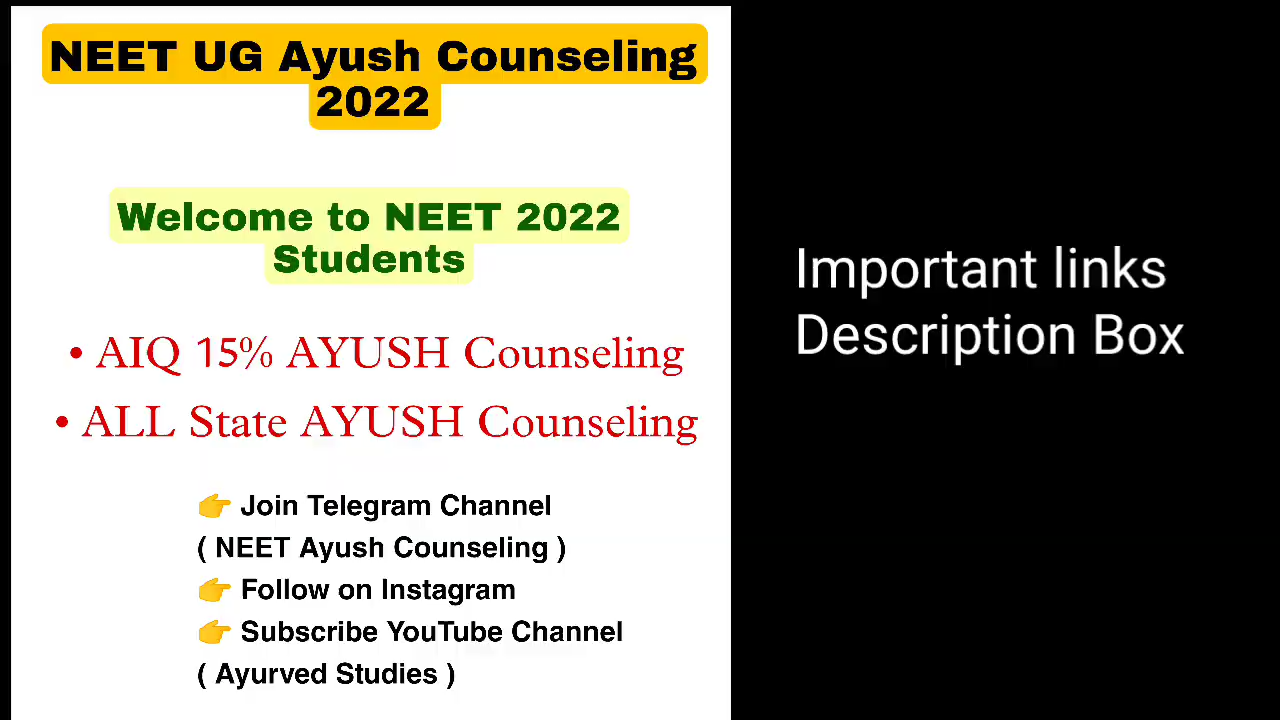 NEET UG Ayush Counseling
2022
Welcome to NEET 2022
Students
• AIQ 15% AYUSH Counseling
• ALL State AYUSH Counseling
👉 Join Telegram Channel
( NEET Ayush Counseling )
👉 Follow on Instagram
👉 Subscribe YouTube Channel
( Ayurved Studies )
Important links
Description Box